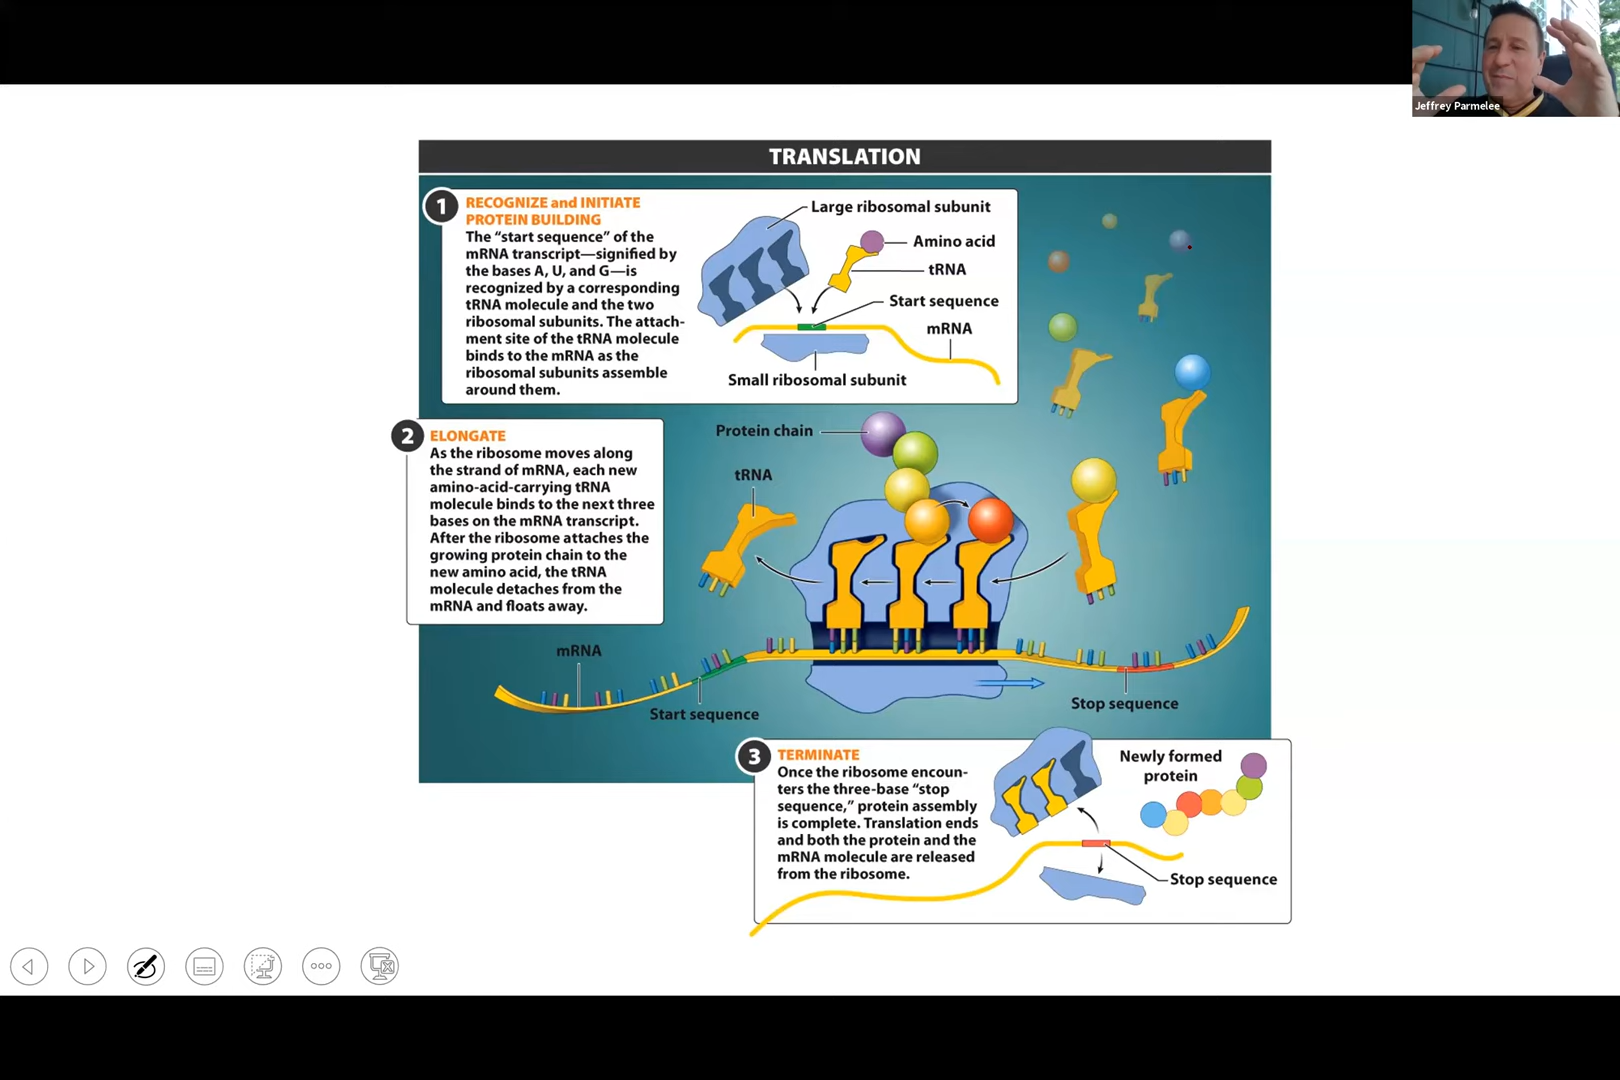 Jeffrey Parmelee
TRANSLATION
1
RECOGNIZE and INITIATE
PROTEIN BUILDING
The “start sequence” of the
mRNA transcript—signified by
the bases A, U, and G—is
recognized by a corresponding
tRNA molecule and the two
ribosomal subunits. The attach-
ment site of the tRNA molecule
binds to the mRNA as the
ribosomal subunits assemble
around them.
Large ribosomal subunit
Amino acid
tRNA
Start sequence
mRNA
Small ribosomal subunit
2
ELONGATE
As the ribosome moves along
the strand of mRNA, each new
amino-acid-carrying tRNA
molecule binds to the next three
bases on the mRNA transcript.
After the ribosome attaches the
growing protein chain to the
new amino acid, the tRNA
molecule detaches from the
mRNA and floats away.
Protein chain
tRNA
mRNA
Start sequence
Stop sequence
3
TERMINATE
Once the ribosome encoun-
ters the three-base “stop
sequence,” protein assembly
is complete. Translation ends
and both the protein and the
mRNA molecule are released
from the ribosome.
Newly formed
protein
Stop sequence